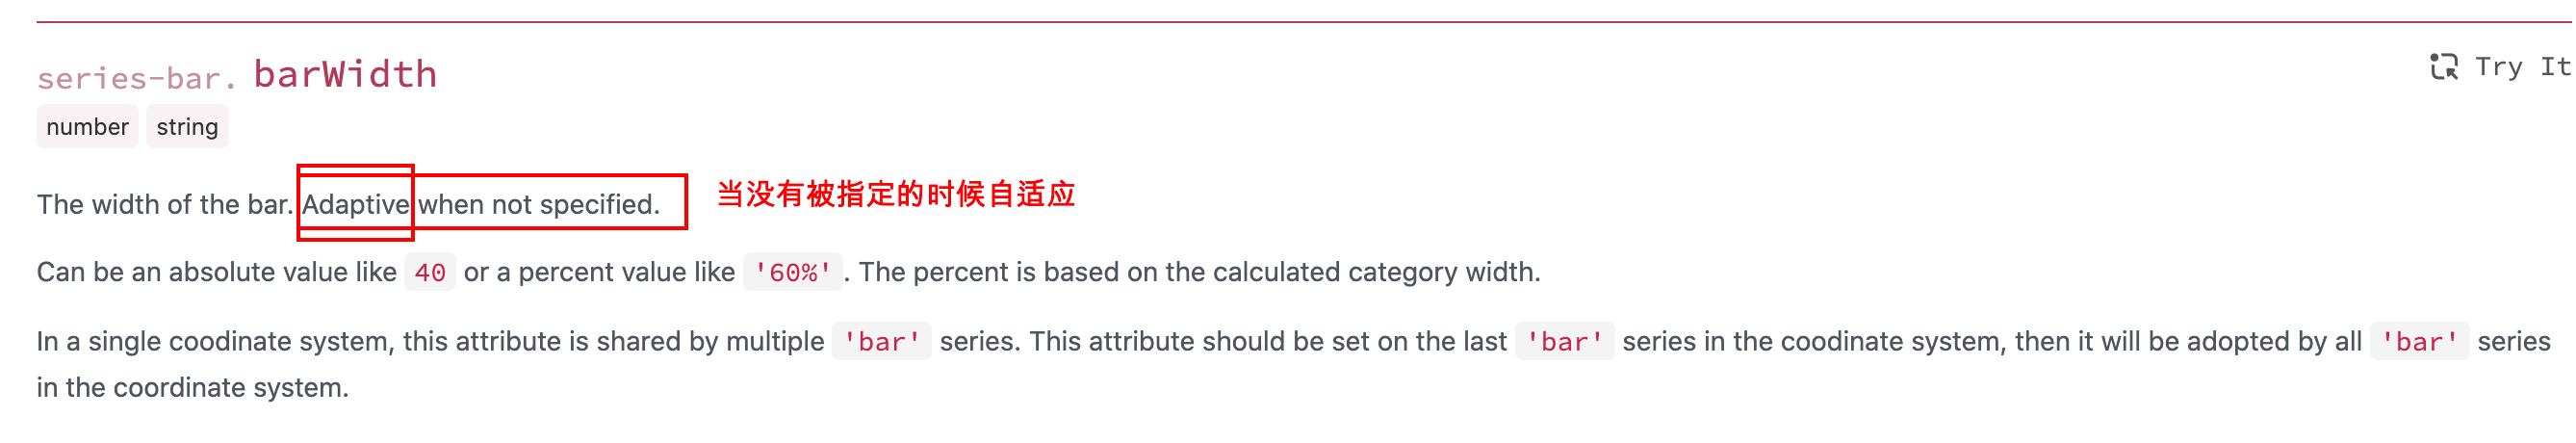 series-bar. barWidth
Try It
number string
The width of the bar. Adaptive when not specified. 当没有被指定的时候自适应
Can be an absolute value like 40 or a percent value like '60%'. The percent is based on the calculated category width.
In a single coodinate system, this attribute is shared by multiple 'bar' series. This attribute should be set on the last 'bar' series in the coodinate system, then it will be adopted by all 'bar' series
in the coordinate system.